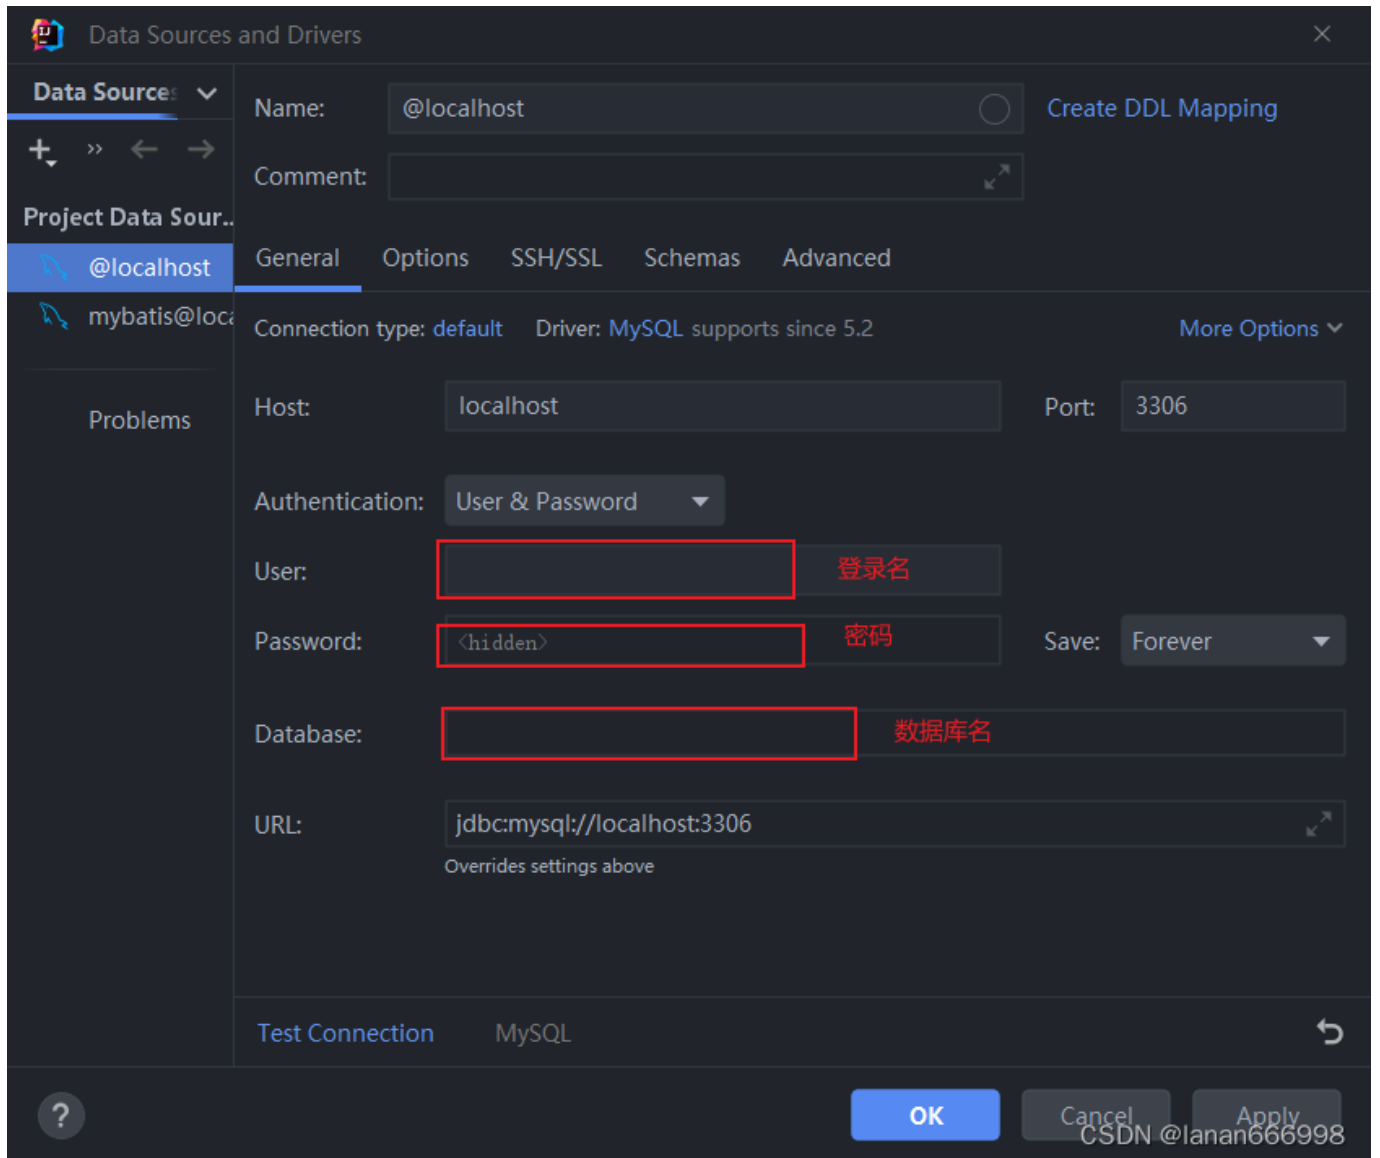 Data Sources and Drivers
Data Sources
Name: @localhost Create DDL Mapping
Comment:
Project Data Sour..
@localhost
mybatis@loca
Problems
General Options SSH/SSL Schemas Advanced
Connection type: default Driver: MySQL supports since 5.2 More Options
Host: localhost Port: 3306
Authentication: User & Password
User: 登录名
Password: <hidden> 密码 Save: Forever
Database: 数据库名
URL: jdbc:mysql://localhost:3306
Overrides settings above
Test Connection MySQL
? OK Cancel Apply
CSDN @lanan666998